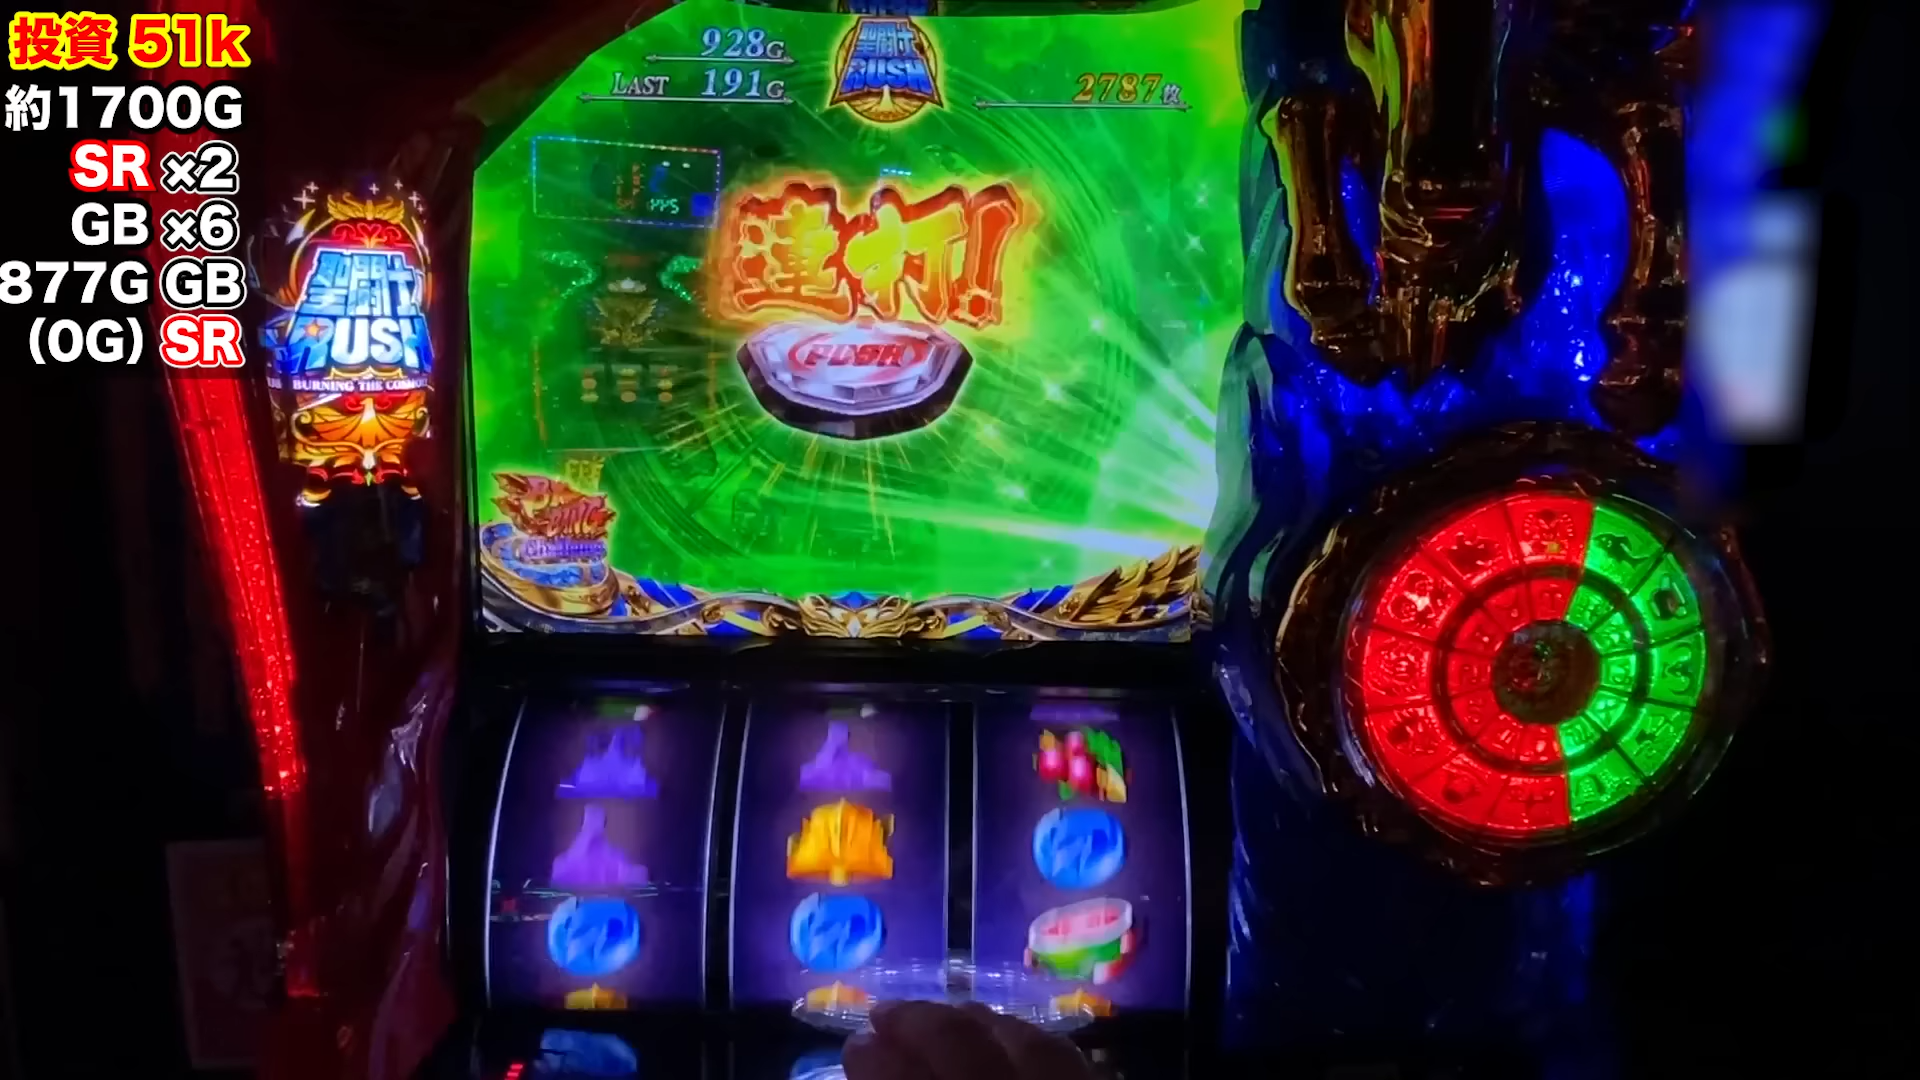 投資 51k
約1700G
SR ×2
GB ×6
877G GB
(0G) SR
928G
LAST 191G
聖闘士
RUSH
2787枚
連打!
PUSH
聖闘士
RUSH
BURNING THE COSMO